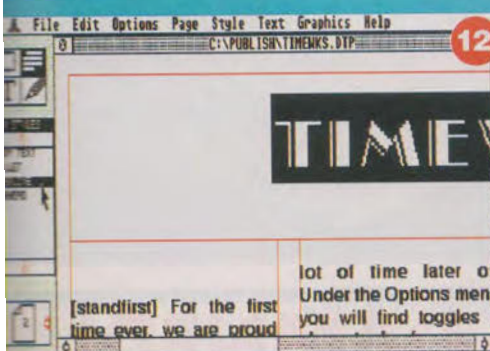 File Edit Options Page Style Text Graphics Help
C:\PUBLISH\TIMEWKS.DTP
12
TIMEW
lot of time later o
Under the Options men
[standfirst] For the first
you will find toggles
time ever, we are proud